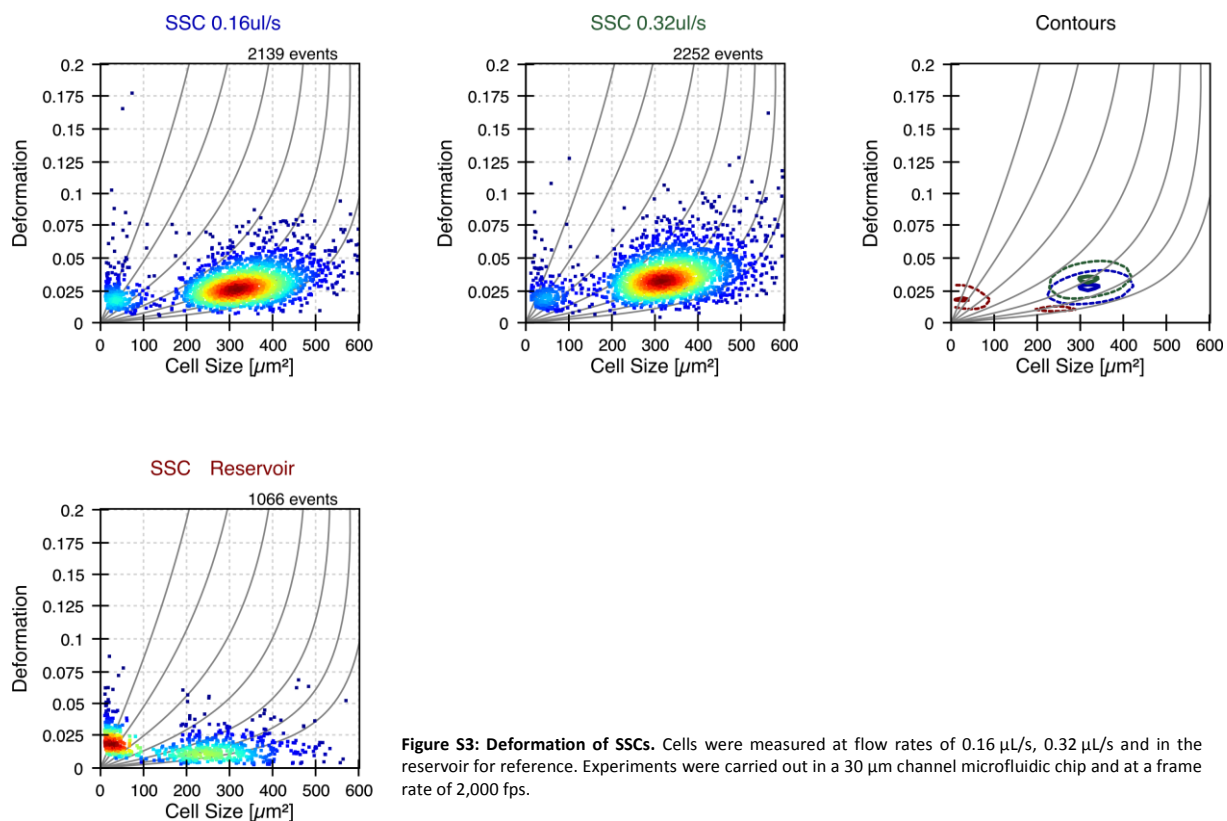 SSC 0.16ul/s
2139 events
0.2
0.175
0.15
0.125
0.1
0.075
0.05
0.025
0
Deformation
0 100 200 300 400 500 600
Cell Size [µm²]
SSC 0.32ul/s
2252 events
0.2
0.175
0.15
0.125
0.1
0.075
0.05
0.025
0
Deformation
0 100 200 300 400 500 600
Cell Size [µm²]
Contours
0.2
0.175
0.15
0.125
0.1
0.075
0.05
0.025
0
Deformation
0 100 200 300 400 500 600
Cell Size [µm²]
SSC Reservoir
1066 events
0.2
0.175
0.15
0.125
0.1
0.075
0.05
0.025
0
Deformation
0 100 200 300 400 500 600
Cell Size [µm²]
Figure S3: Deformation of SSCs. Cells were measured at flow rates of 0.16 µL/s, 0.32 µL/s and in the
reservoir for reference. Experiments were carried out in a 30 µm channel microfluidic chip and at a frame
rate of 2,000 fps.